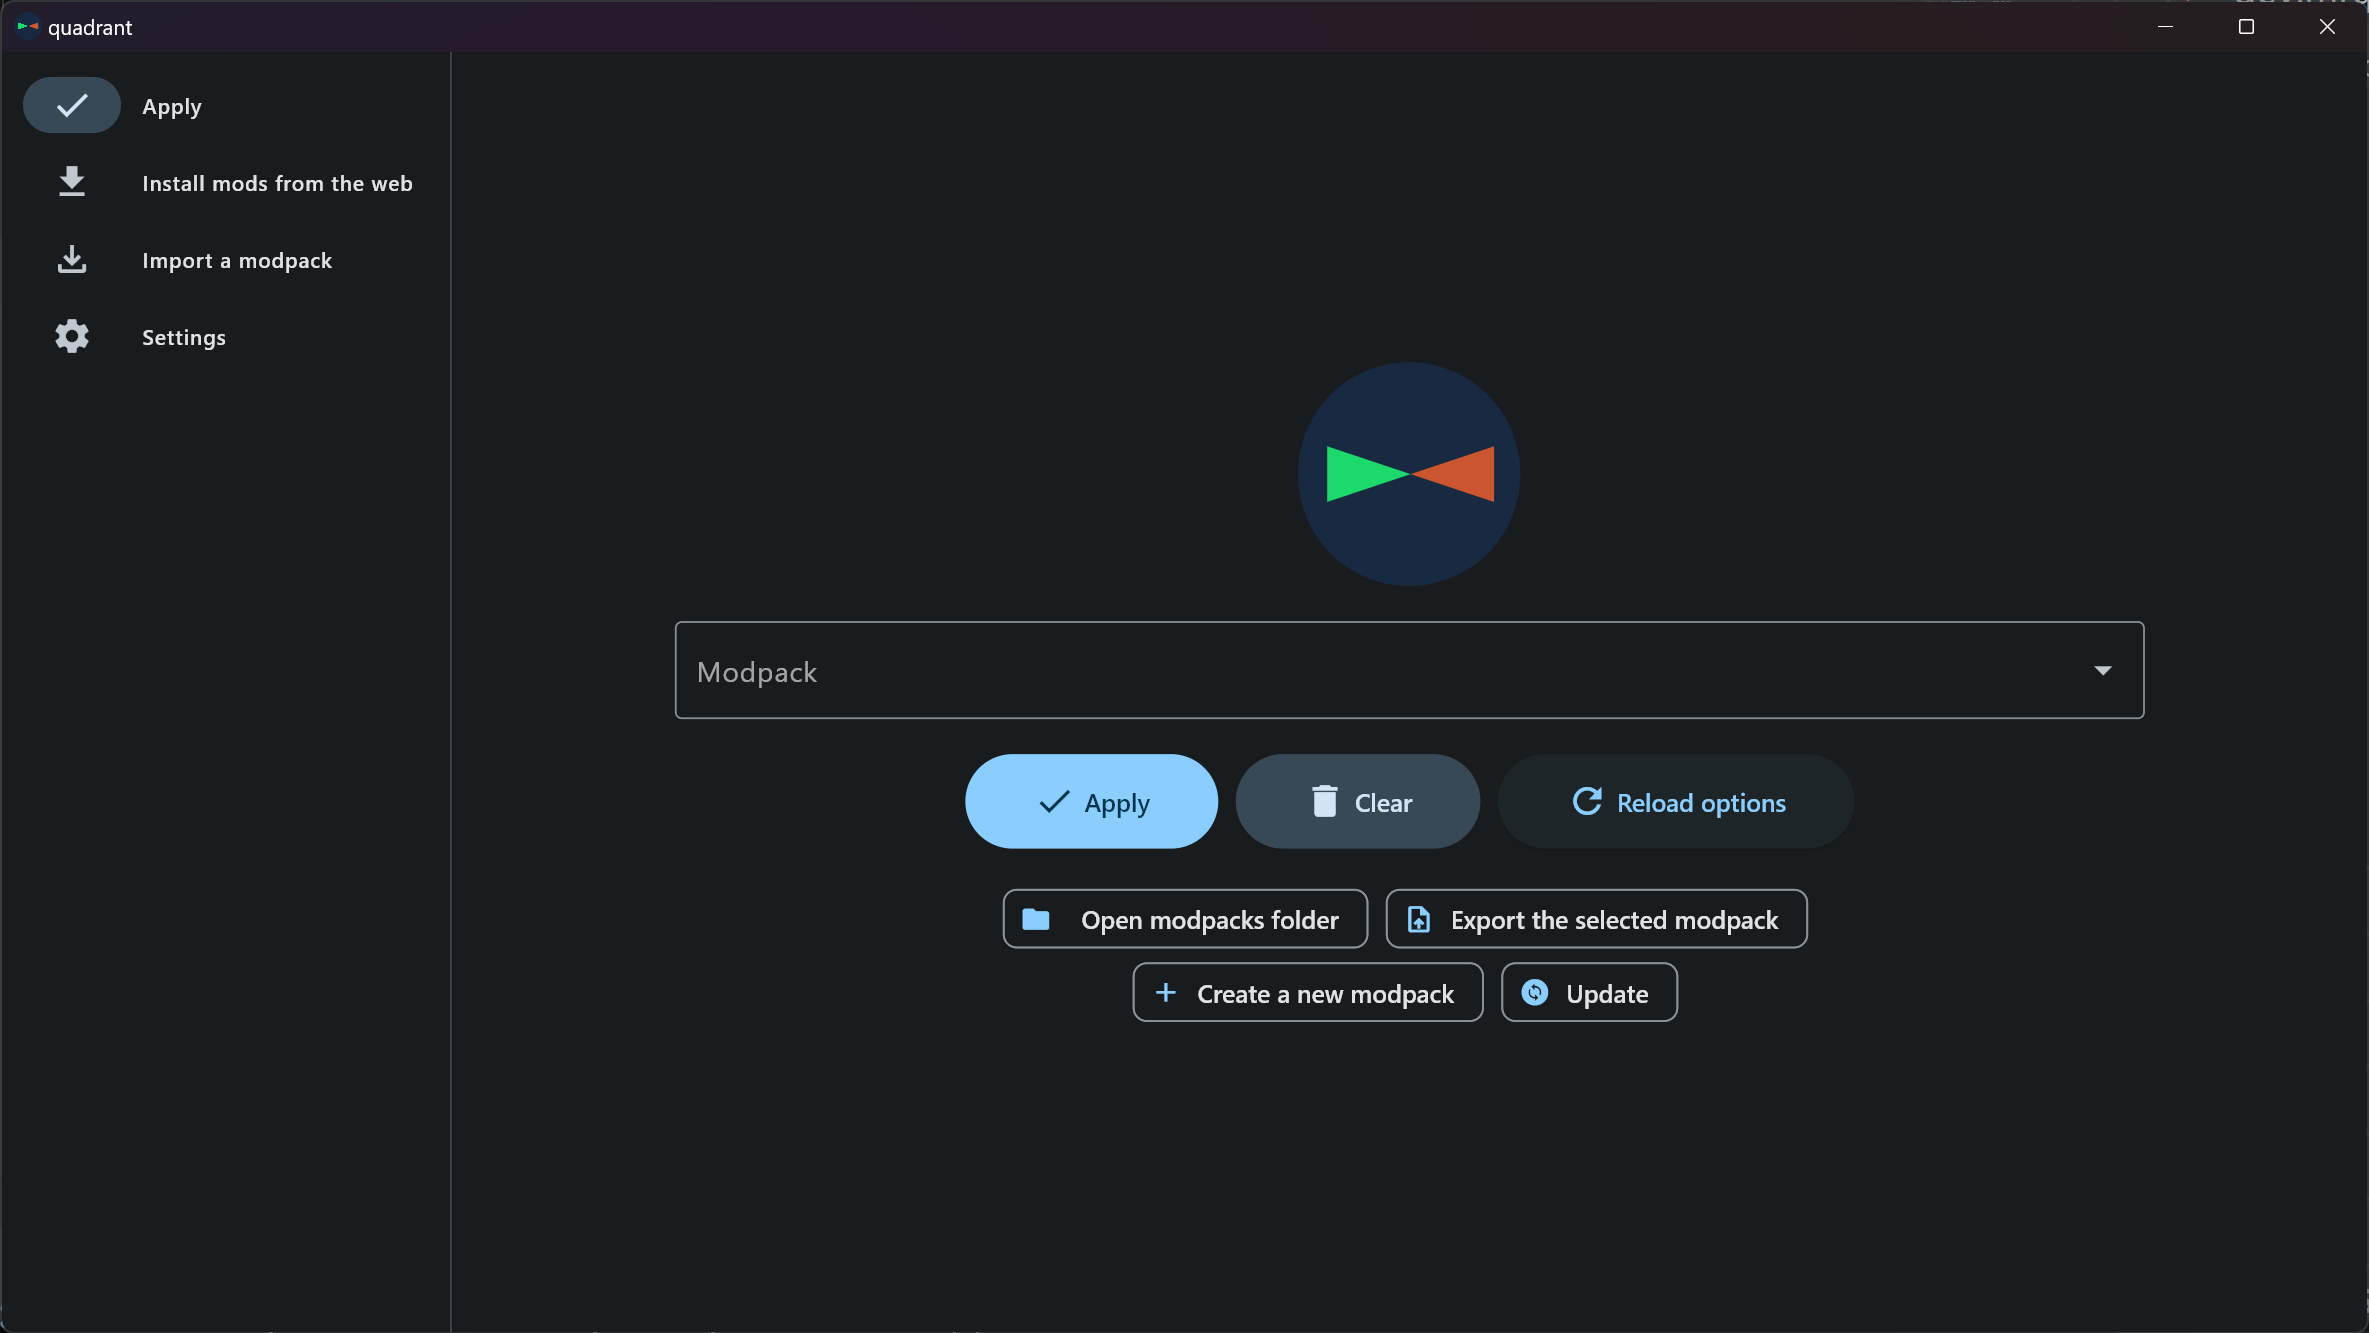 quadrant
Apply
Install mods from the web
Import a modpack
Settings
Modpack
Apply
Clear
Reload options
Open modpacks folder
Export the selected modpack
Create a new modpack
Update